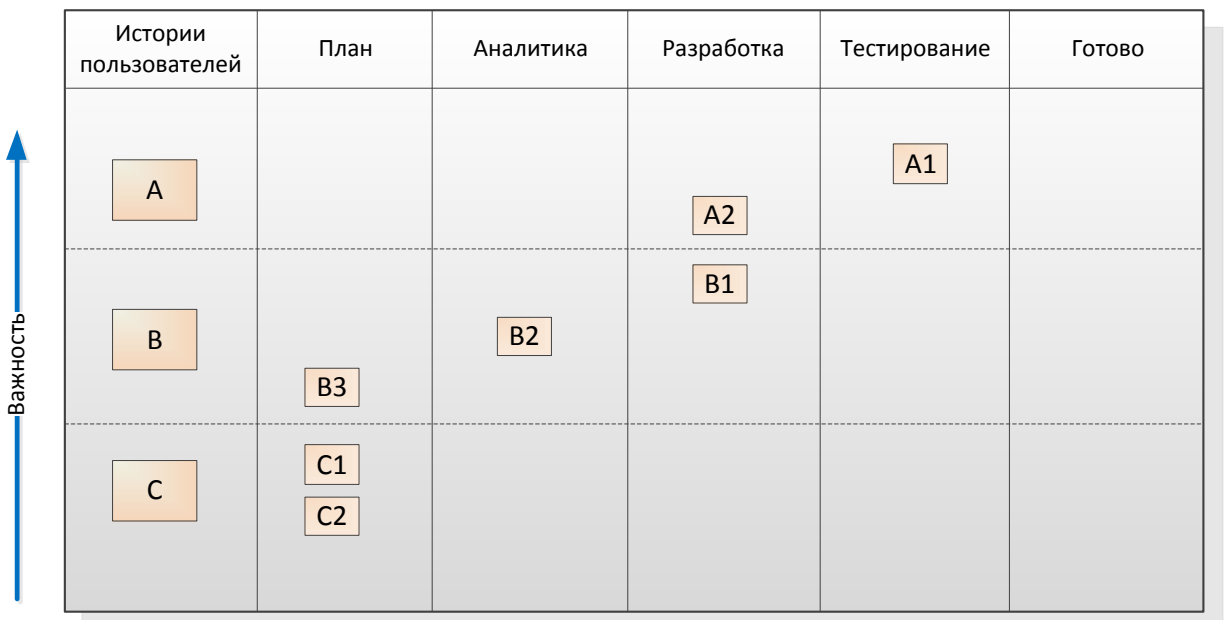 Истории
пользователей
План
Аналитика
Разработка
Тестирование
Готово
Важность
A
A1
A2
B
B1
B2
B3
C
C1
C2